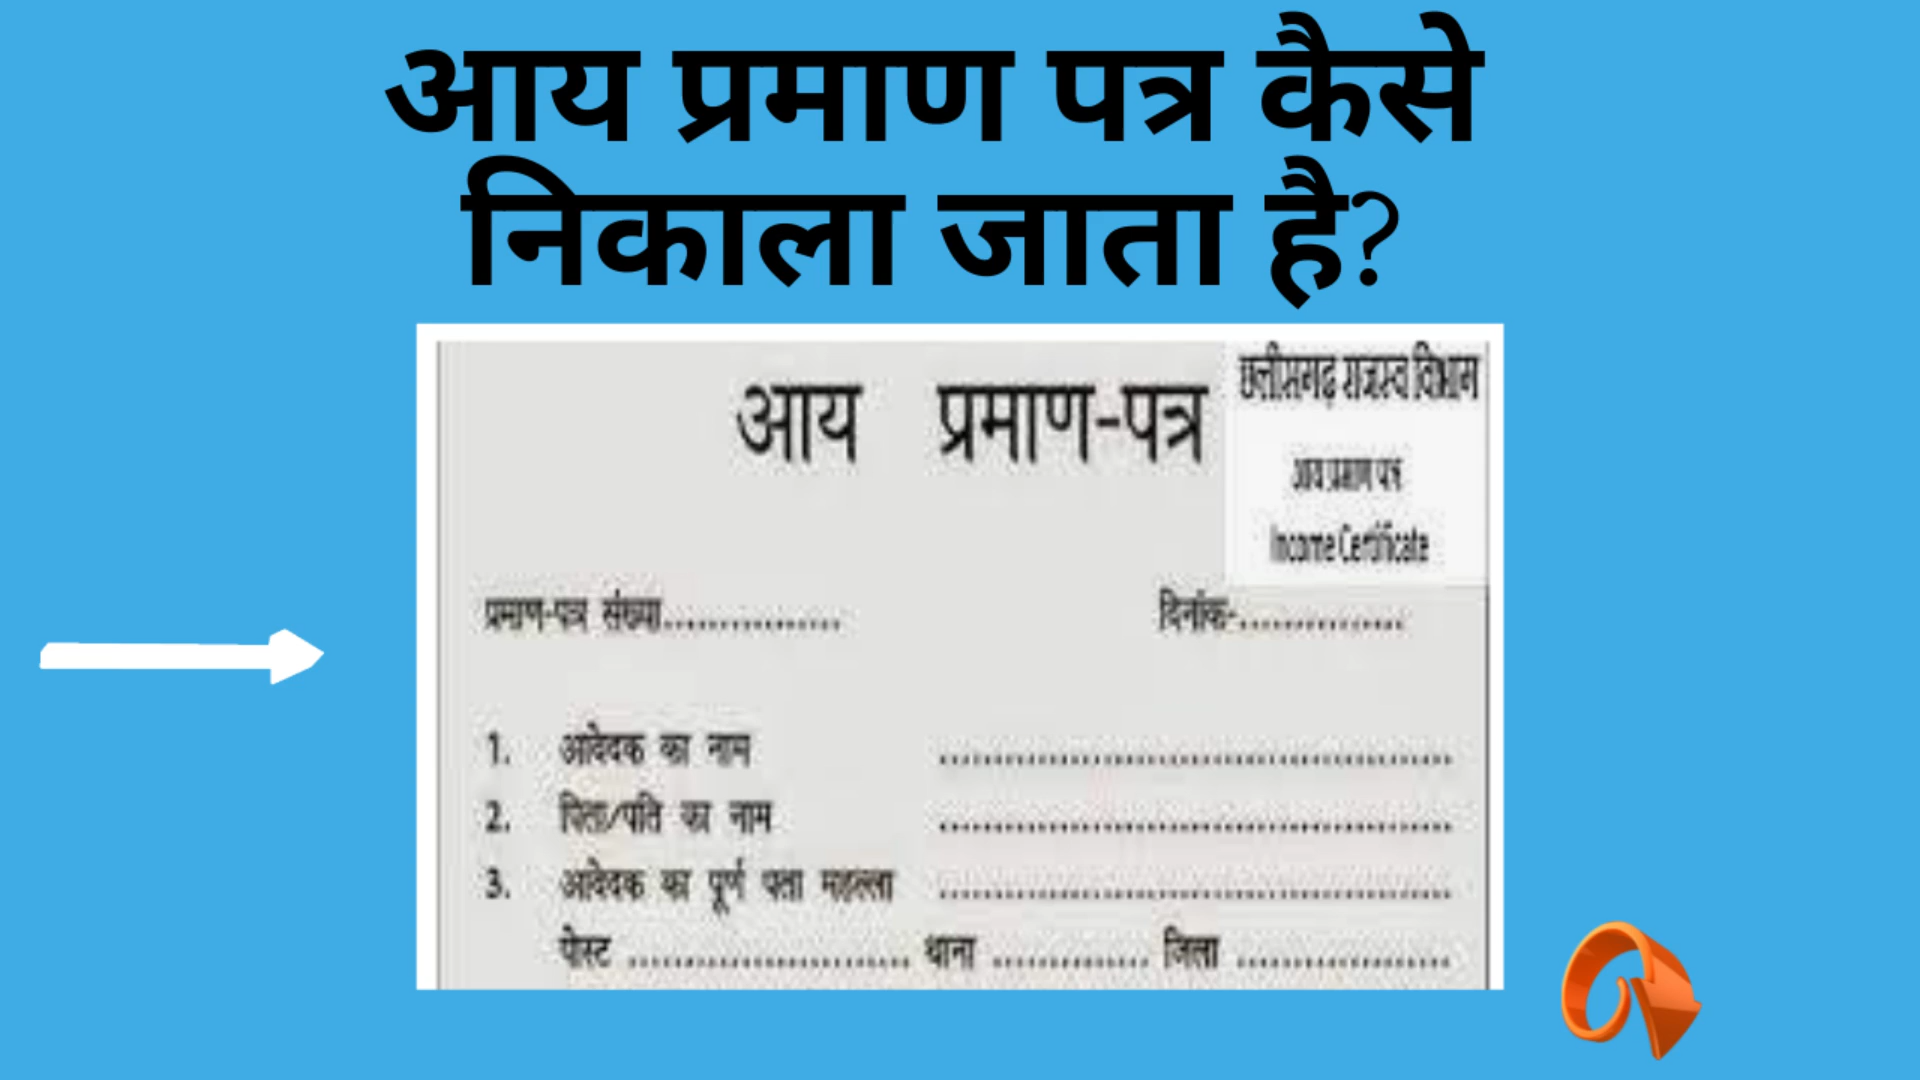 आय प्रमाण पत्र कैसे
निकाला जाता है?
आय प्रमाण-पत्र
छत्तीसगढ़ राजस्व विभाग
आय प्रमाण पत्र
Income Certificate
प्रमाण-पत्र संख्या................ दिनांक-...............
1. आवेदक का नाम ................................................
2. पिता/पति का नाम ................................................
3. आवेदक का पूर्ण पता महल्ला ................................................
पोस्ट .......................... थाना .............. जिला ....................